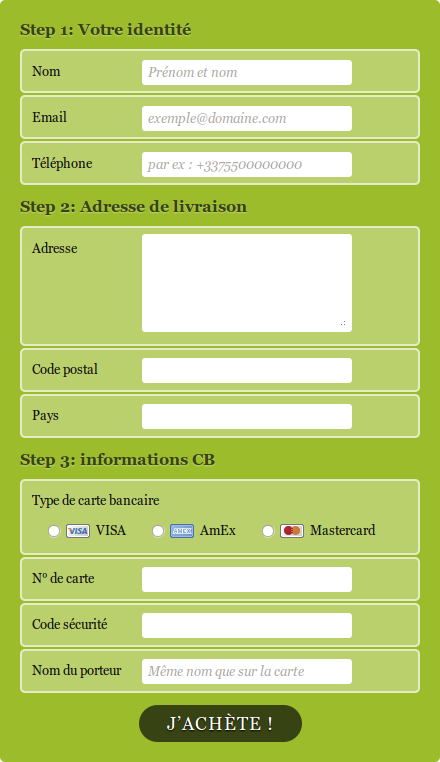 Step 1: Votre identité
Nom
Prénom et nom
Email
exemple@domaine.com
Téléphone
par ex : +3375500000000
Step 2: Adresse de livraison
Adresse
Code postal
Pays
Step 3: informations CB
Type de carte bancaire
VISA VISA AMEX AmEx Mastercard
N° de carte
Code sécurité
Nom du porteur
Même nom que sur la carte
J'ACHÈTE !